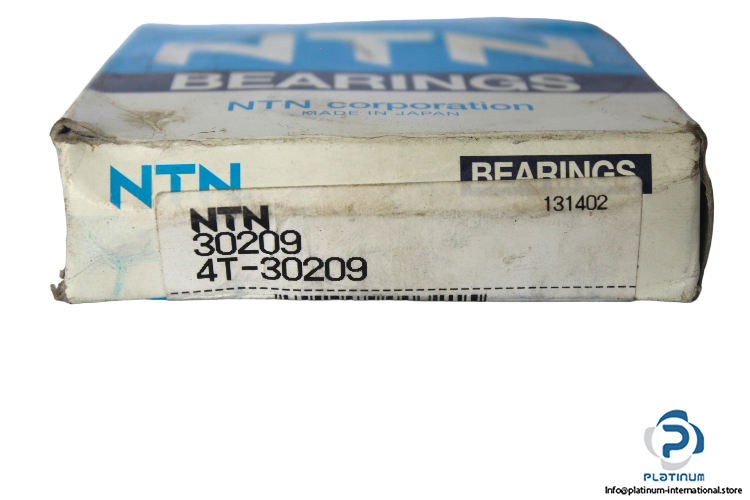 NTN
BEARINGS
NTN corporation
MADE IN JAPAN
NTN
BEARINGS
131402
NTN
30209
4T-30209
PLATINUM
Info@platinum-international.store